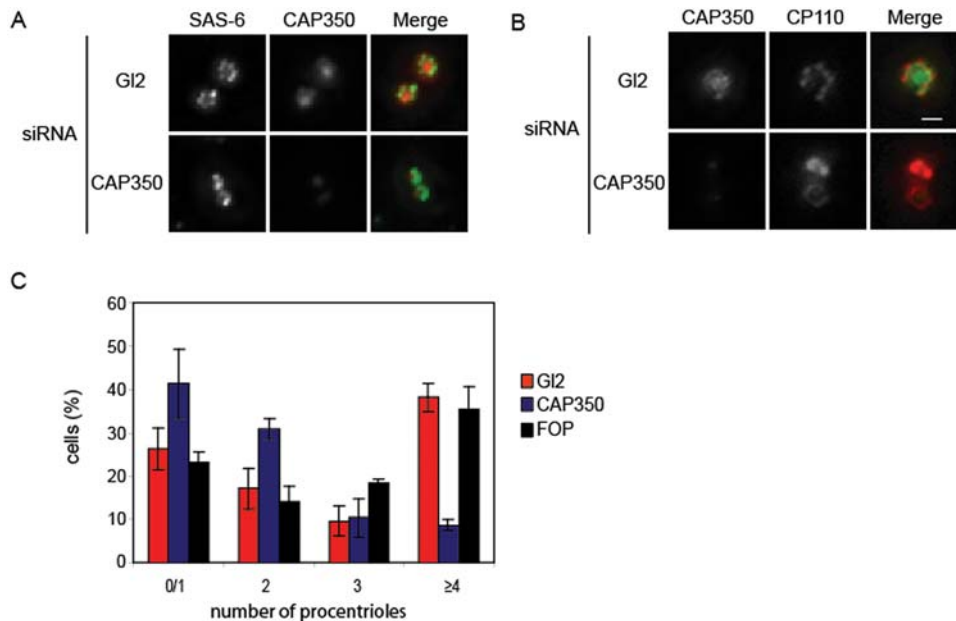 A
SAS-6 CAP350 Merge
Gl2
siRNA
CAP350
B
CAP350 CP110 Merge
Gl2
siRNA
CAP350
C
60
50
40
30
20
10
0
cells (%)
0/1 2 3 ≥4
number of procentrioles
Gl2
CAP350
FOP